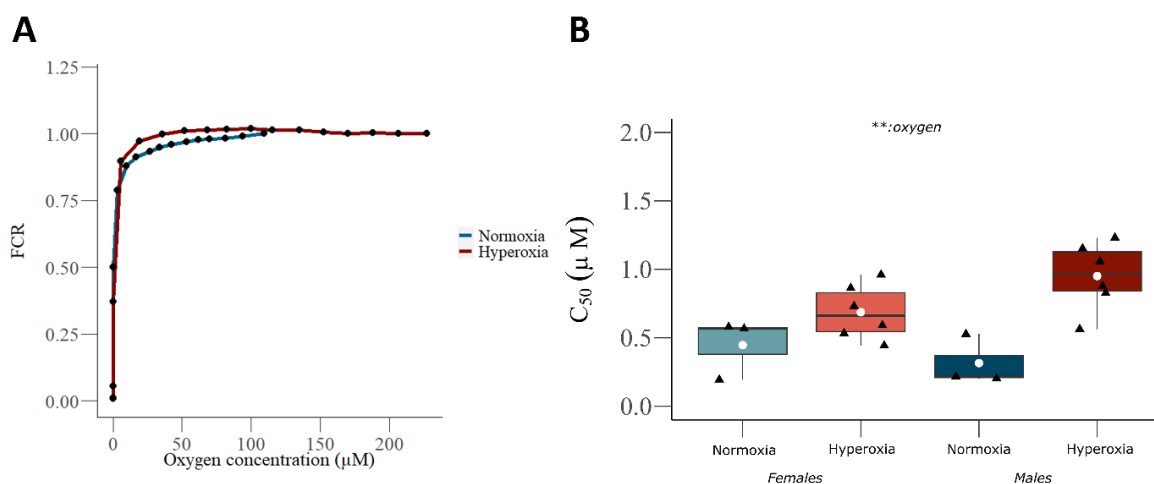 A
1.25
1.00
0.75
0.50
0.25
0.00
FCR
0 50 100 150 200
Oxygen concentration (µM)
Normoxia
Hyperoxia
B
**:oxygen
2.0
1.5
1.0
0.5
0.0
C50 (µ M)
Normoxia Hyperoxia Normoxia Hyperoxia
Females Males